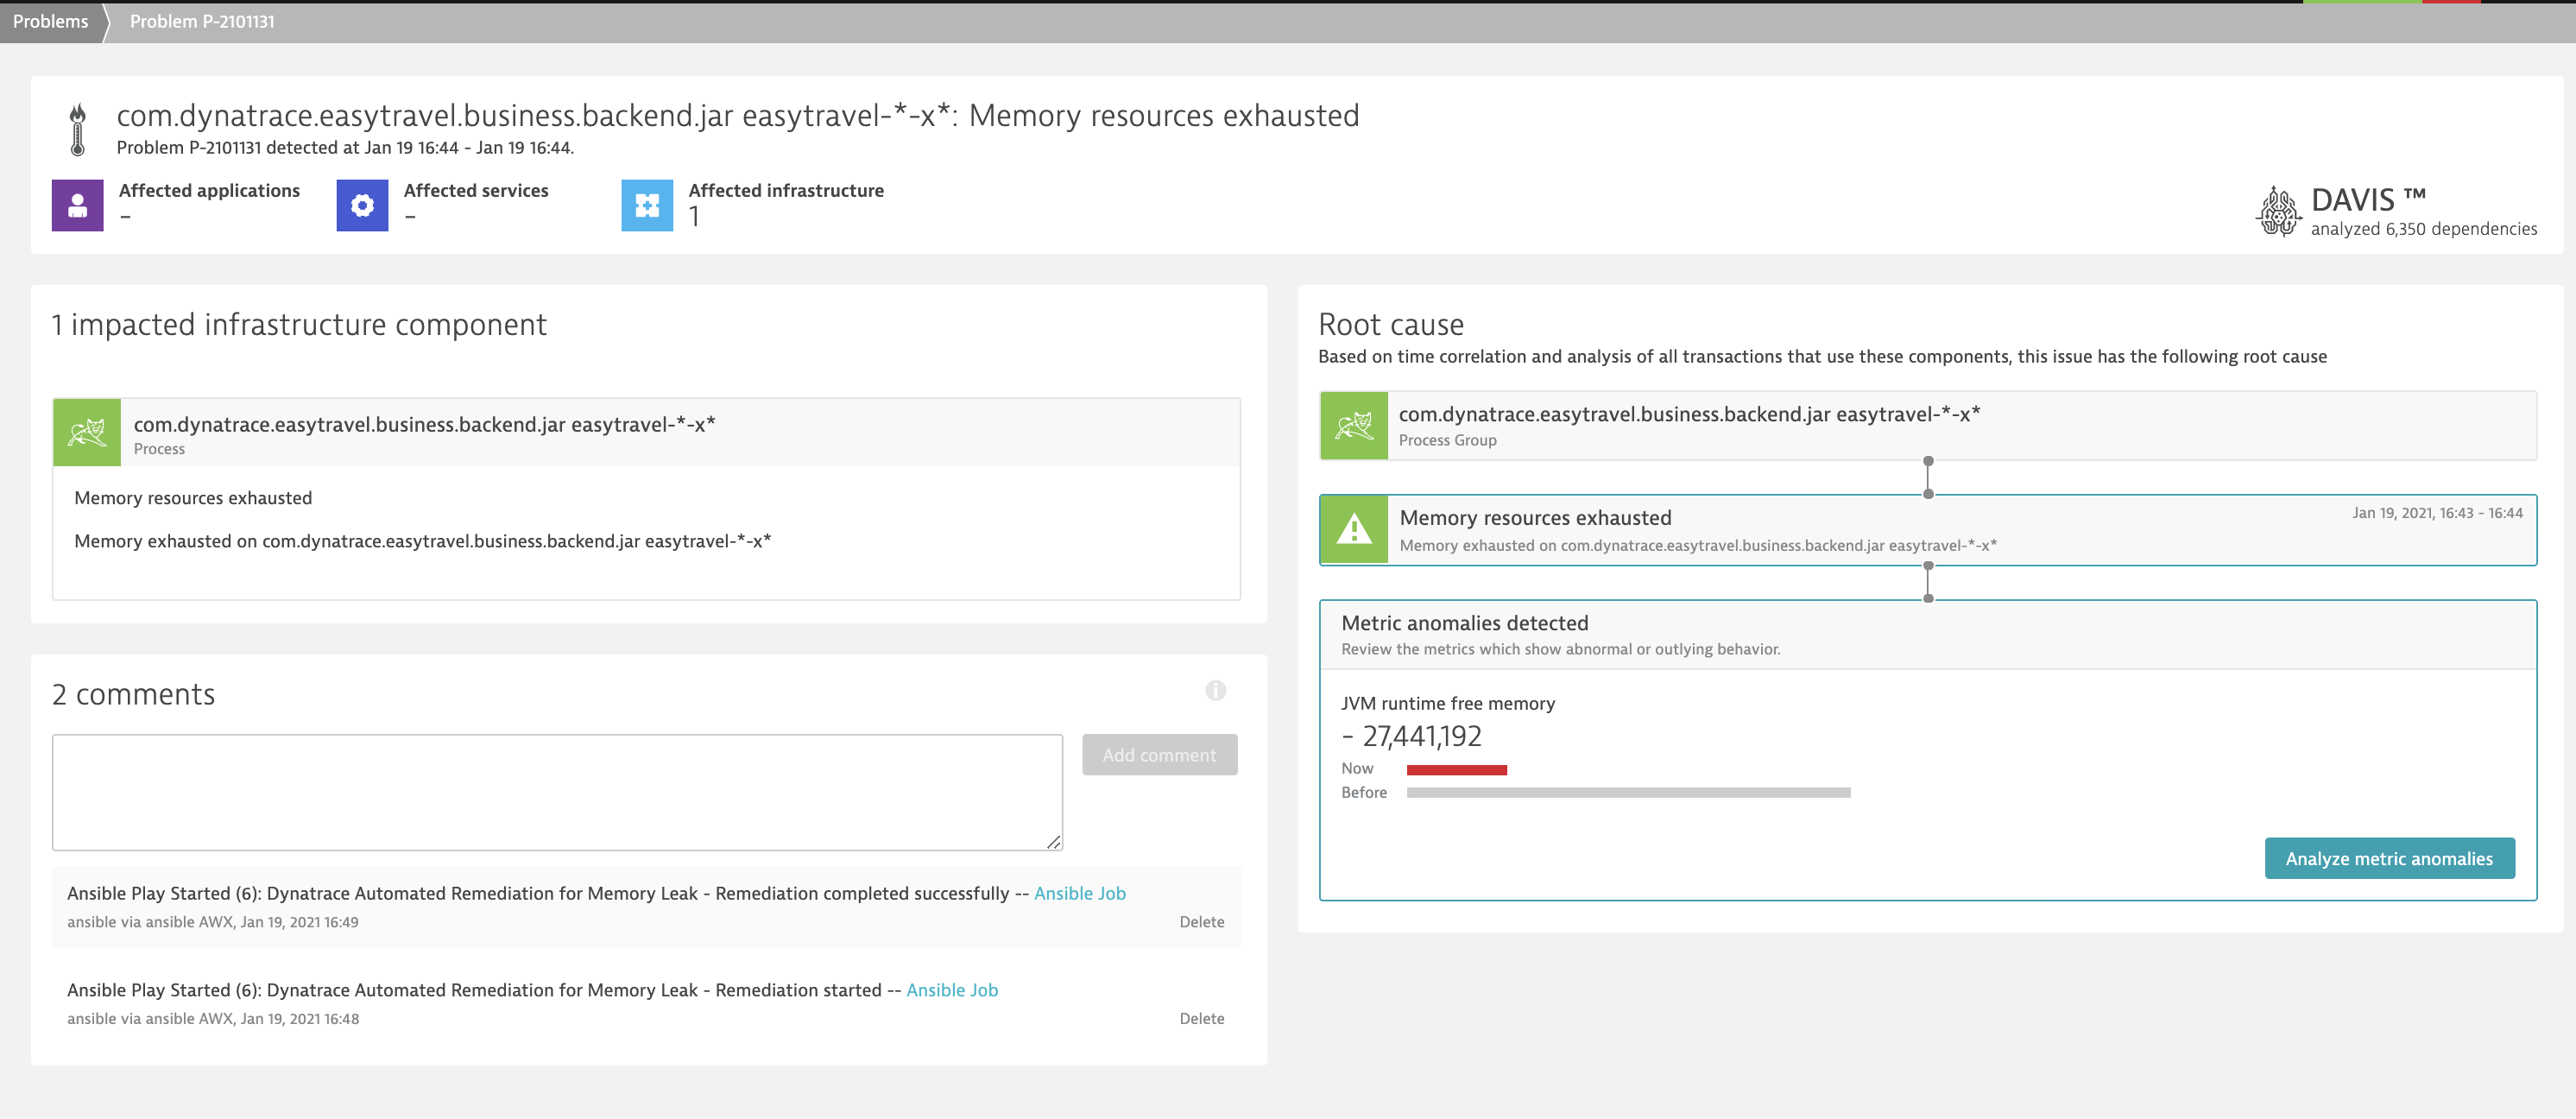 Problems
Problem P-2101131
com.dynatrace.easytravel.business.backend.jar easytravel-*-x*: Memory resources exhausted
Problem P-2101131 detected at Jan 19 16:44 - Jan 19 16:44.
Affected applications
–
Affected services
–
Affected infrastructure
1
DAVIS ™
analyzed 6,350 dependencies
1 impacted infrastructure component
com.dynatrace.easytravel.business.backend.jar easytravel-*-x*
Process
Memory resources exhausted
Memory exhausted on com.dynatrace.easytravel.business.backend.jar easytravel-*-x*
2 comments
Add comment
Ansible Play Started (6): Dynatrace Automated Remediation for Memory Leak - Remediation completed successfully -- Ansible Job
ansible via ansible AWX, Jan 19, 2021 16:49
Delete
Ansible Play Started (6): Dynatrace Automated Remediation for Memory Leak - Remediation started -- Ansible Job
ansible via ansible AWX, Jan 19, 2021 16:48
Delete
Root cause
Based on time correlation and analysis of all transactions that use these components, this issue has the following root cause
com.dynatrace.easytravel.business.backend.jar easytravel-*-x*
Process Group
Memory resources exhausted
Jan 19, 2021, 16:43 - 16:44
Memory exhausted on com.dynatrace.easytravel.business.backend.jar easytravel-*-x*
Metric anomalies detected
Review the metrics which show abnormal or outlying behavior.
JVM runtime free memory
- 27,441,192
Now
Before
Analyze metric anomalies